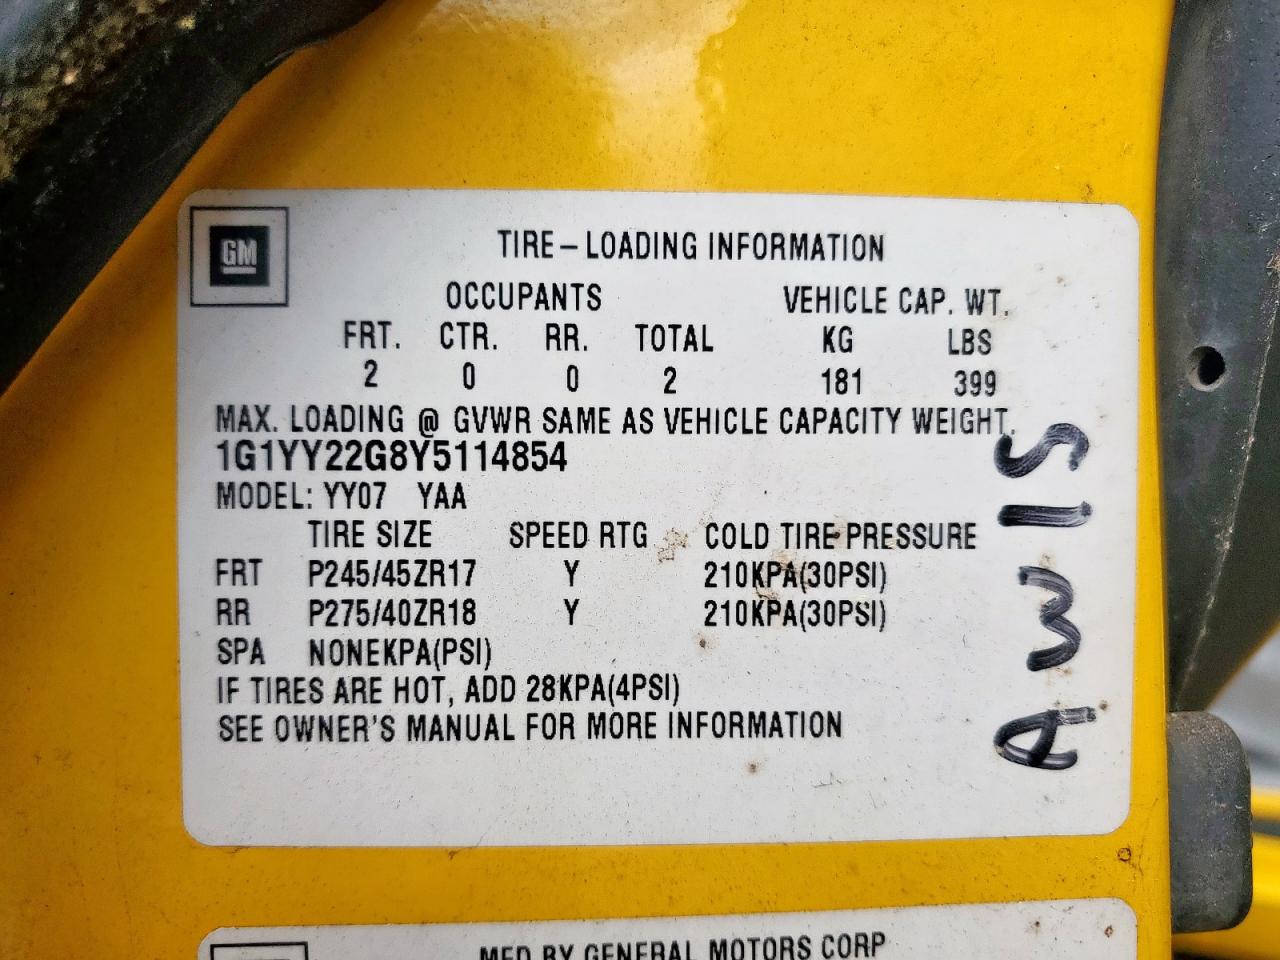 GM
TIRE-LOADING INFORMATION
OCCUPANTS VEHICLE CAP. WT.
FRT. CTR. RR. TOTAL KG LBS
2 0 0 2 181 399
MAX. LOADING @ GVWR SAME AS VEHICLE CAPACITY WEIGHT.
1G1YY22G8Y5114854
MODEL: YY07 YAA
TIRE SIZE SPEED RTG COLD TIRE PRESSURE
FRT P245/45ZR17 Y 210KPA(30PSI)
RR P275/40ZR18 Y 210KPA(30PSI)
SPA NONEKPA(PSI)
IF TIRES ARE HOT, ADD 28KPA(4PSI)
SEE OWNER'S MANUAL FOR MORE INFORMATION
AWIS
MFD BY GENERAL MOTORS CORP